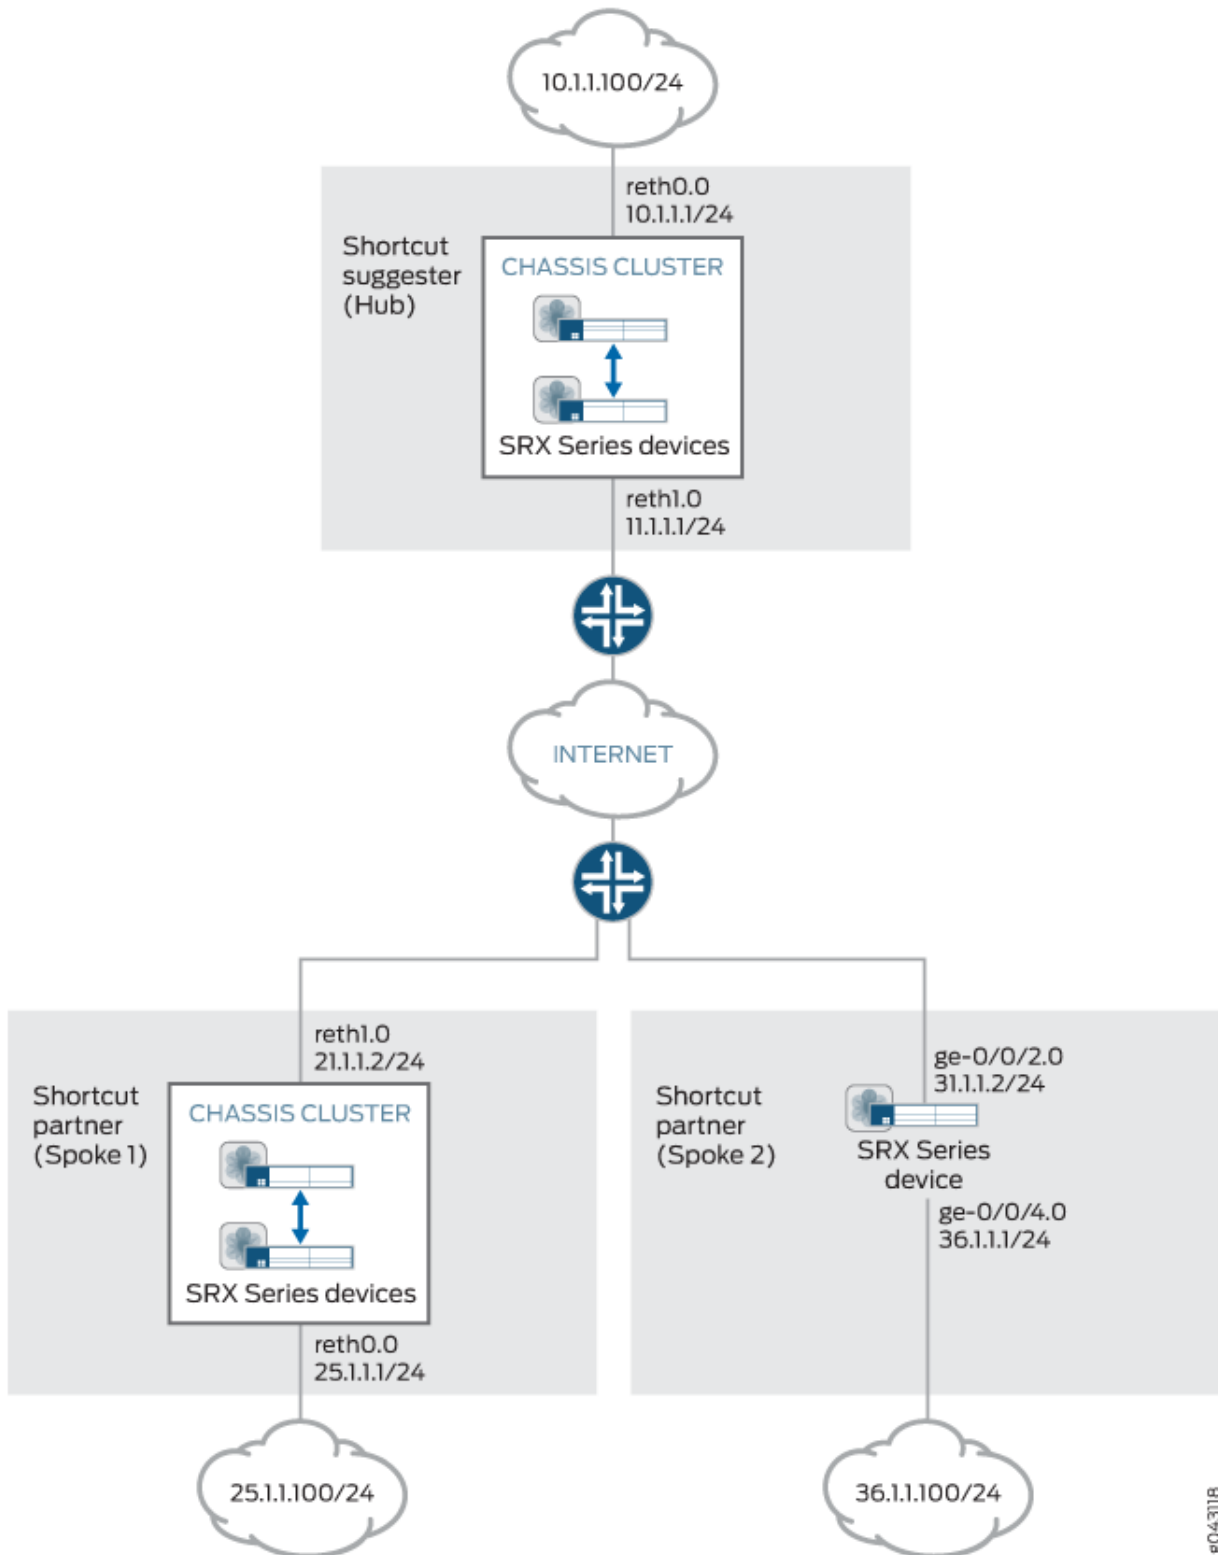 10.1.1.100/24
reth0.0
10.1.1.1/24
Shortcut
suggester
(Hub)
CHASSIS CLUSTER
SRX Series devices
reth1.0
11.1.1.1/24
INTERNET
reth1.0
21.1.1.2/24
Shortcut
partner
(Spoke 1)
CHASSIS CLUSTER
SRX Series devices
reth0.0
25.1.1.1/24
25.1.1.100/24
ge-0/0/2.0
31.1.1.2/24
Shortcut
partner
(Spoke 2)
SRX Series
device
ge-0/0/4.0
36.1.1.1/24
36.1.1.100/24
g043118